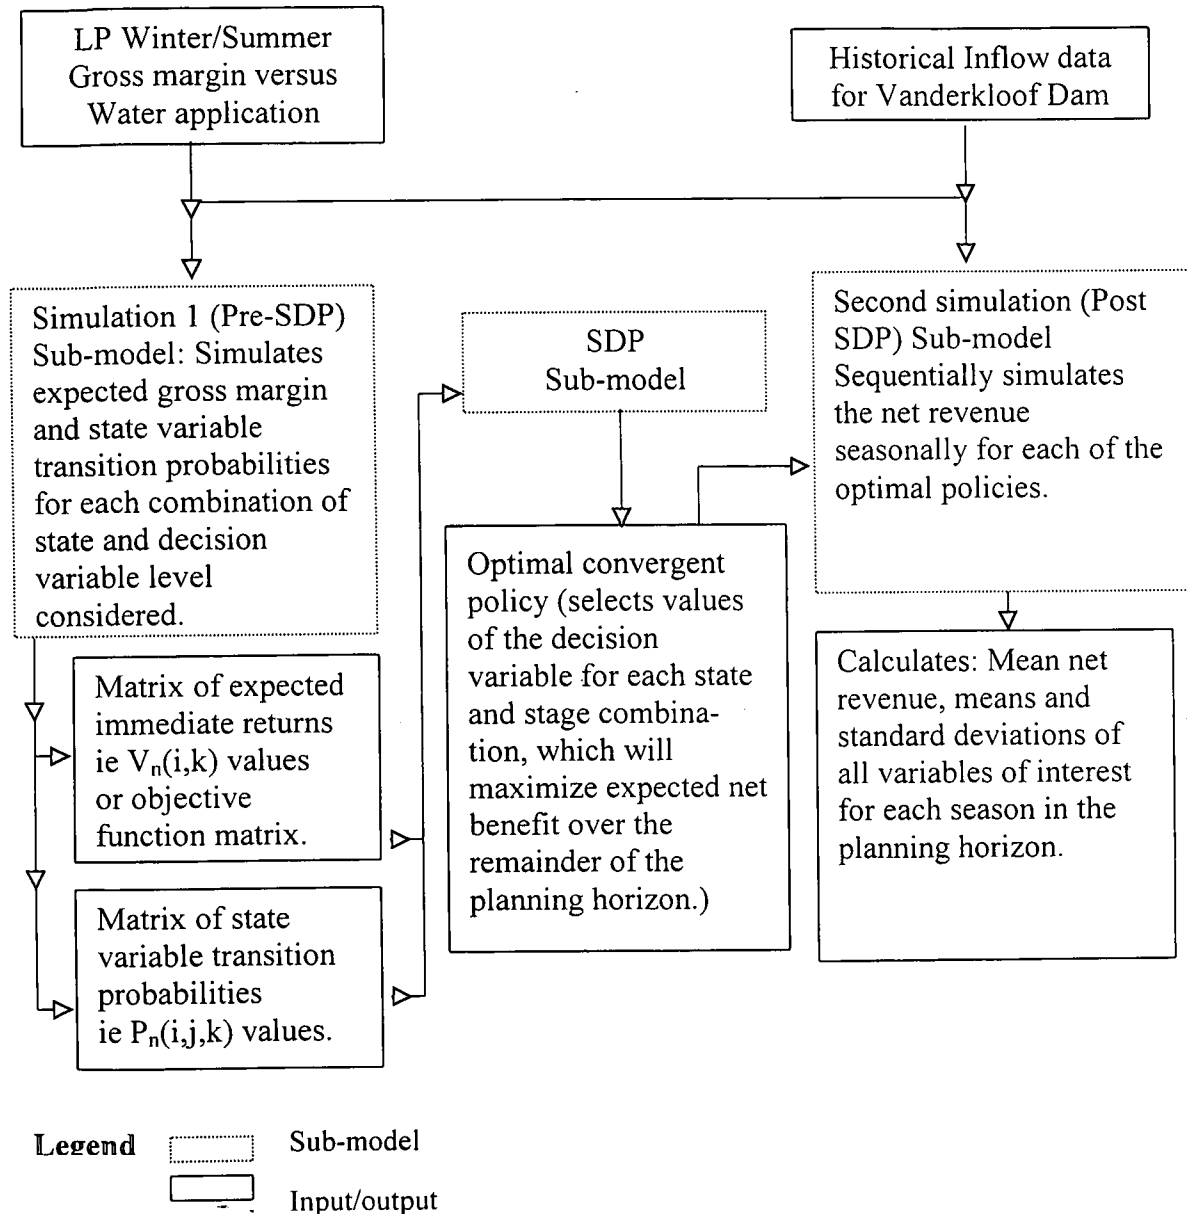 LP Winter/Summer
Gross margin versus
Water application
Historical Inflow data
for Vanderkloof Dam
Simulation 1 (Pre-SDP)
Sub-model: Simulates
expected gross margin
and state variable
transition probabilities
for each combination of
state and decision
variable level
considered.
SDP
Sub-model
Second simulation (Post
SDP) Sub-model
Sequentially simulates
the net revenue
seasonally for each of the
optimal policies.
Matrix of expected
immediate returns
ie Vn(i,k) values
or objective
function matrix.
Optimal convergent
policy (selects values
of the decision
variable for each state
and stage combina-
tion, which will
maximize expected net
benefit over the
remainder of the
planning horizon.)
Calculates: Mean net
revenue, means and
standard deviations of
all variables of interest
for each season in the
planning horizon.
Matrix of state
variable transition
probabilities
ie Pn(i,j,k) values.
Legend
Sub-model
Input/output